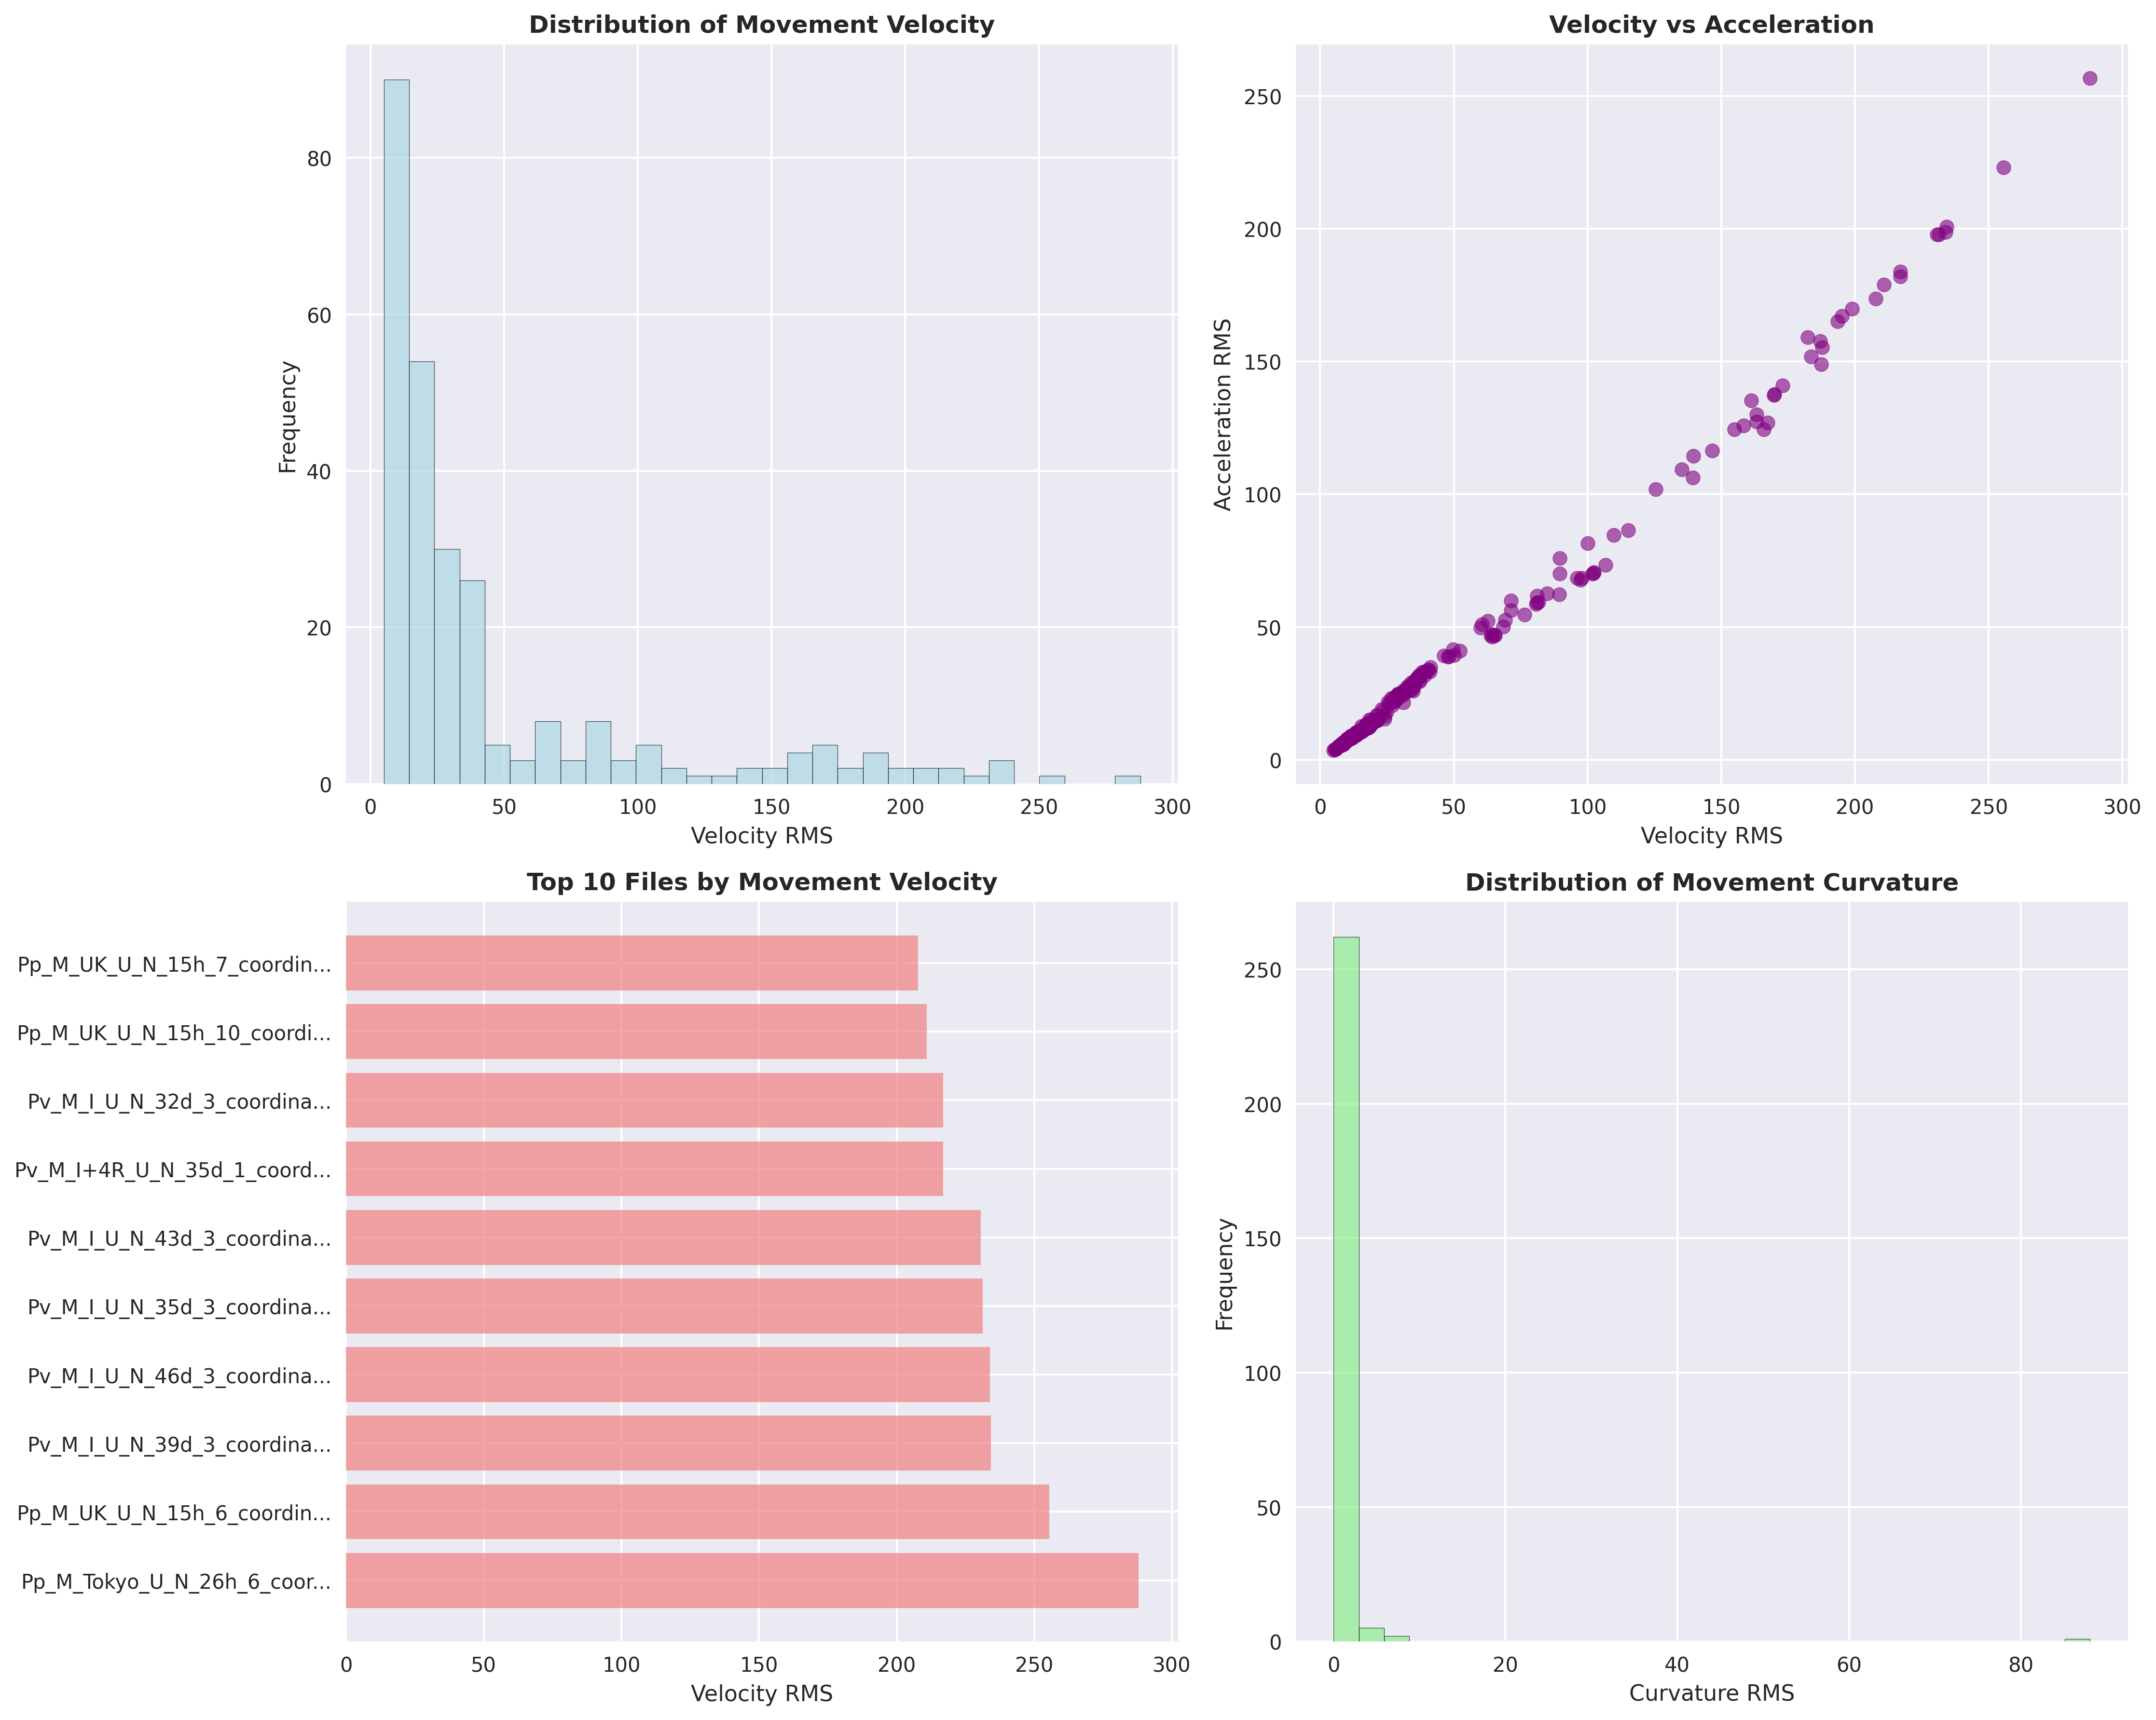 Distribution of Movement Velocity
Frequency
80
60
40
20
0
0 50 100 150 200 250 300
Velocity RMS
Velocity vs Acceleration
Acceleration RMS
250
200
150
100
50
0
0 50 100 150 200 250 300
Velocity RMS
Top 10 Files by Movement Velocity
Pp_M_UK_U_N_15h_7_coordin...
Pp_M_UK_U_N_15h_10_coordi...
Pv_M_I_U_N_32d_3_coordina...
Pv_M_I+4R_U_N_35d_1_coord...
Pv_M_I_U_N_43d_3_coordina...
Pv_M_I_U_N_35d_3_coordina...
Pv_M_I_U_N_46d_3_coordina...
Pv_M_I_U_N_39d_3_coordina...
Pp_M_UK_U_N_15h_6_coordin...
Pp_M_Tokyo_U_N_26h_6_coor...
0 50 100 150 200 250 300
Velocity RMS
Distribution of Movement Curvature
Frequency
250
200
150
100
50
0
0 20 40 60 80
Curvature RMS